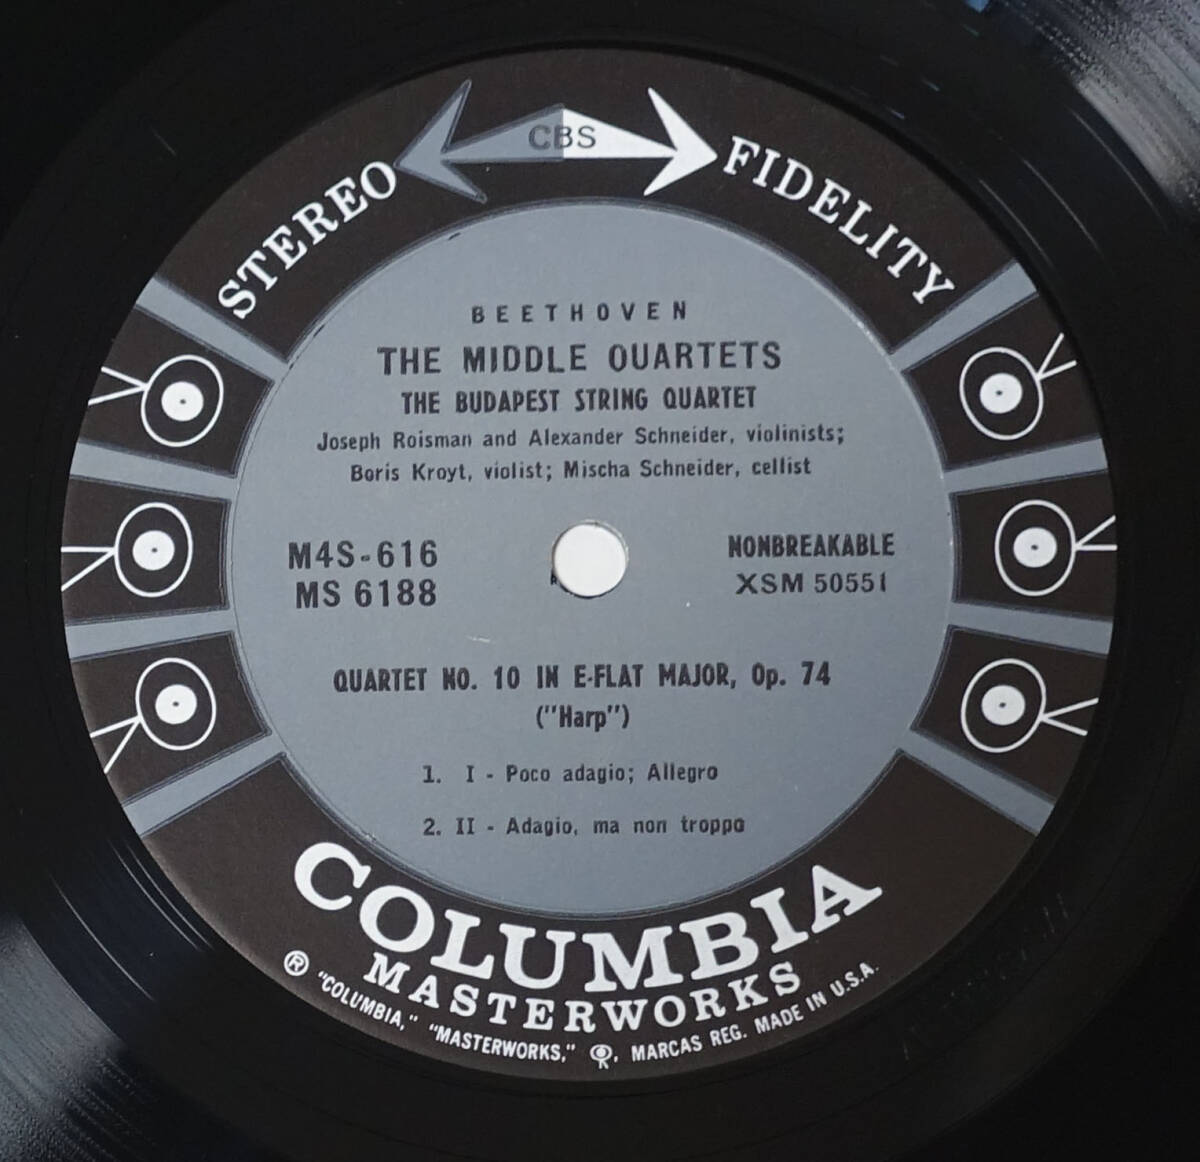 STEREO CBS FIDELITY
BEETHOVEN
THE MIDDLE QUARTETS
THE BUDAPEST STRING QUARTET
Joseph Roisman and Alexander Schneider, violinists;
Boris Kroyt, violist; Mischa Schneider, cellist
M4S-616
MS 6188
NONBREAKABLE
XSM 50551
QUARTET NO. 10 IN E-FLAT MAJOR, Op. 74
("Harp")
1. I - Poco adagio; Allegro
2. II - Adagio, ma non troppo
COLUMBIA
MASTERWORKS
® "COLUMBIA," "MASTERWORKS," , MARCAS REG. MADE IN U.S.A.